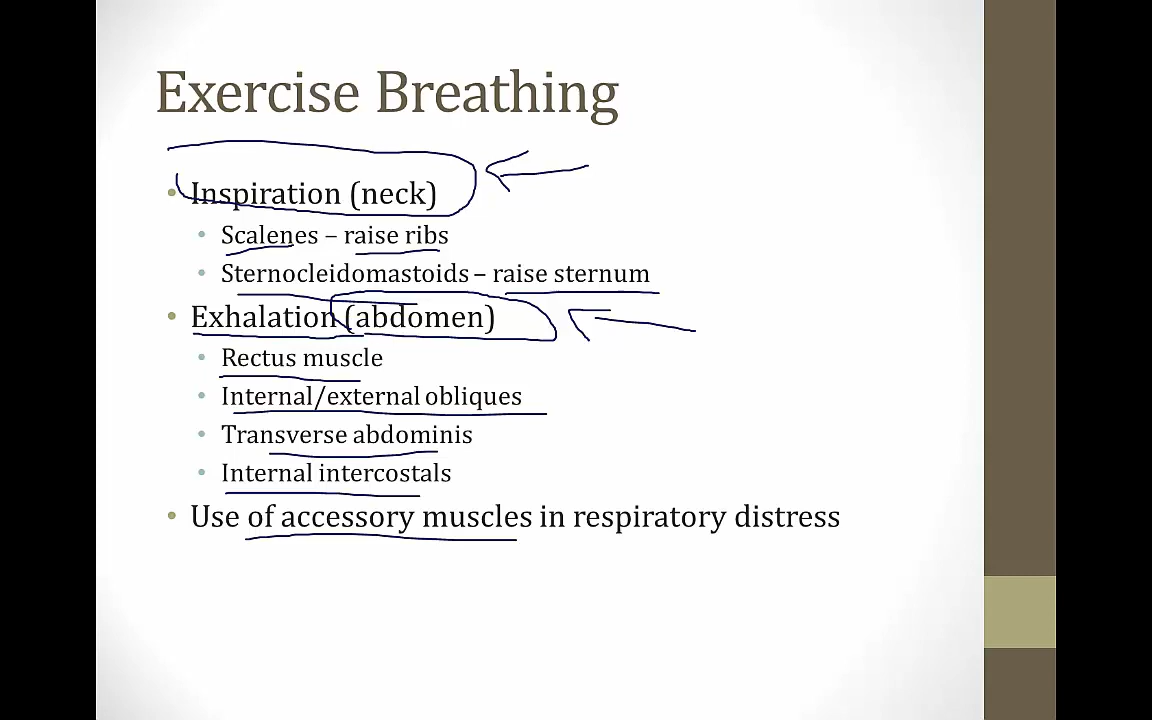 Exercise Breathing
• Inspiration (neck)
• Scalenes – raise ribs
• Sternocleidomastoids – raise sternum
• Exhalation (abdomen)
• Rectus muscle
• Internal/external obliques
• Transverse abdominis
• Internal intercostals
• Use of accessory muscles in respiratory distress